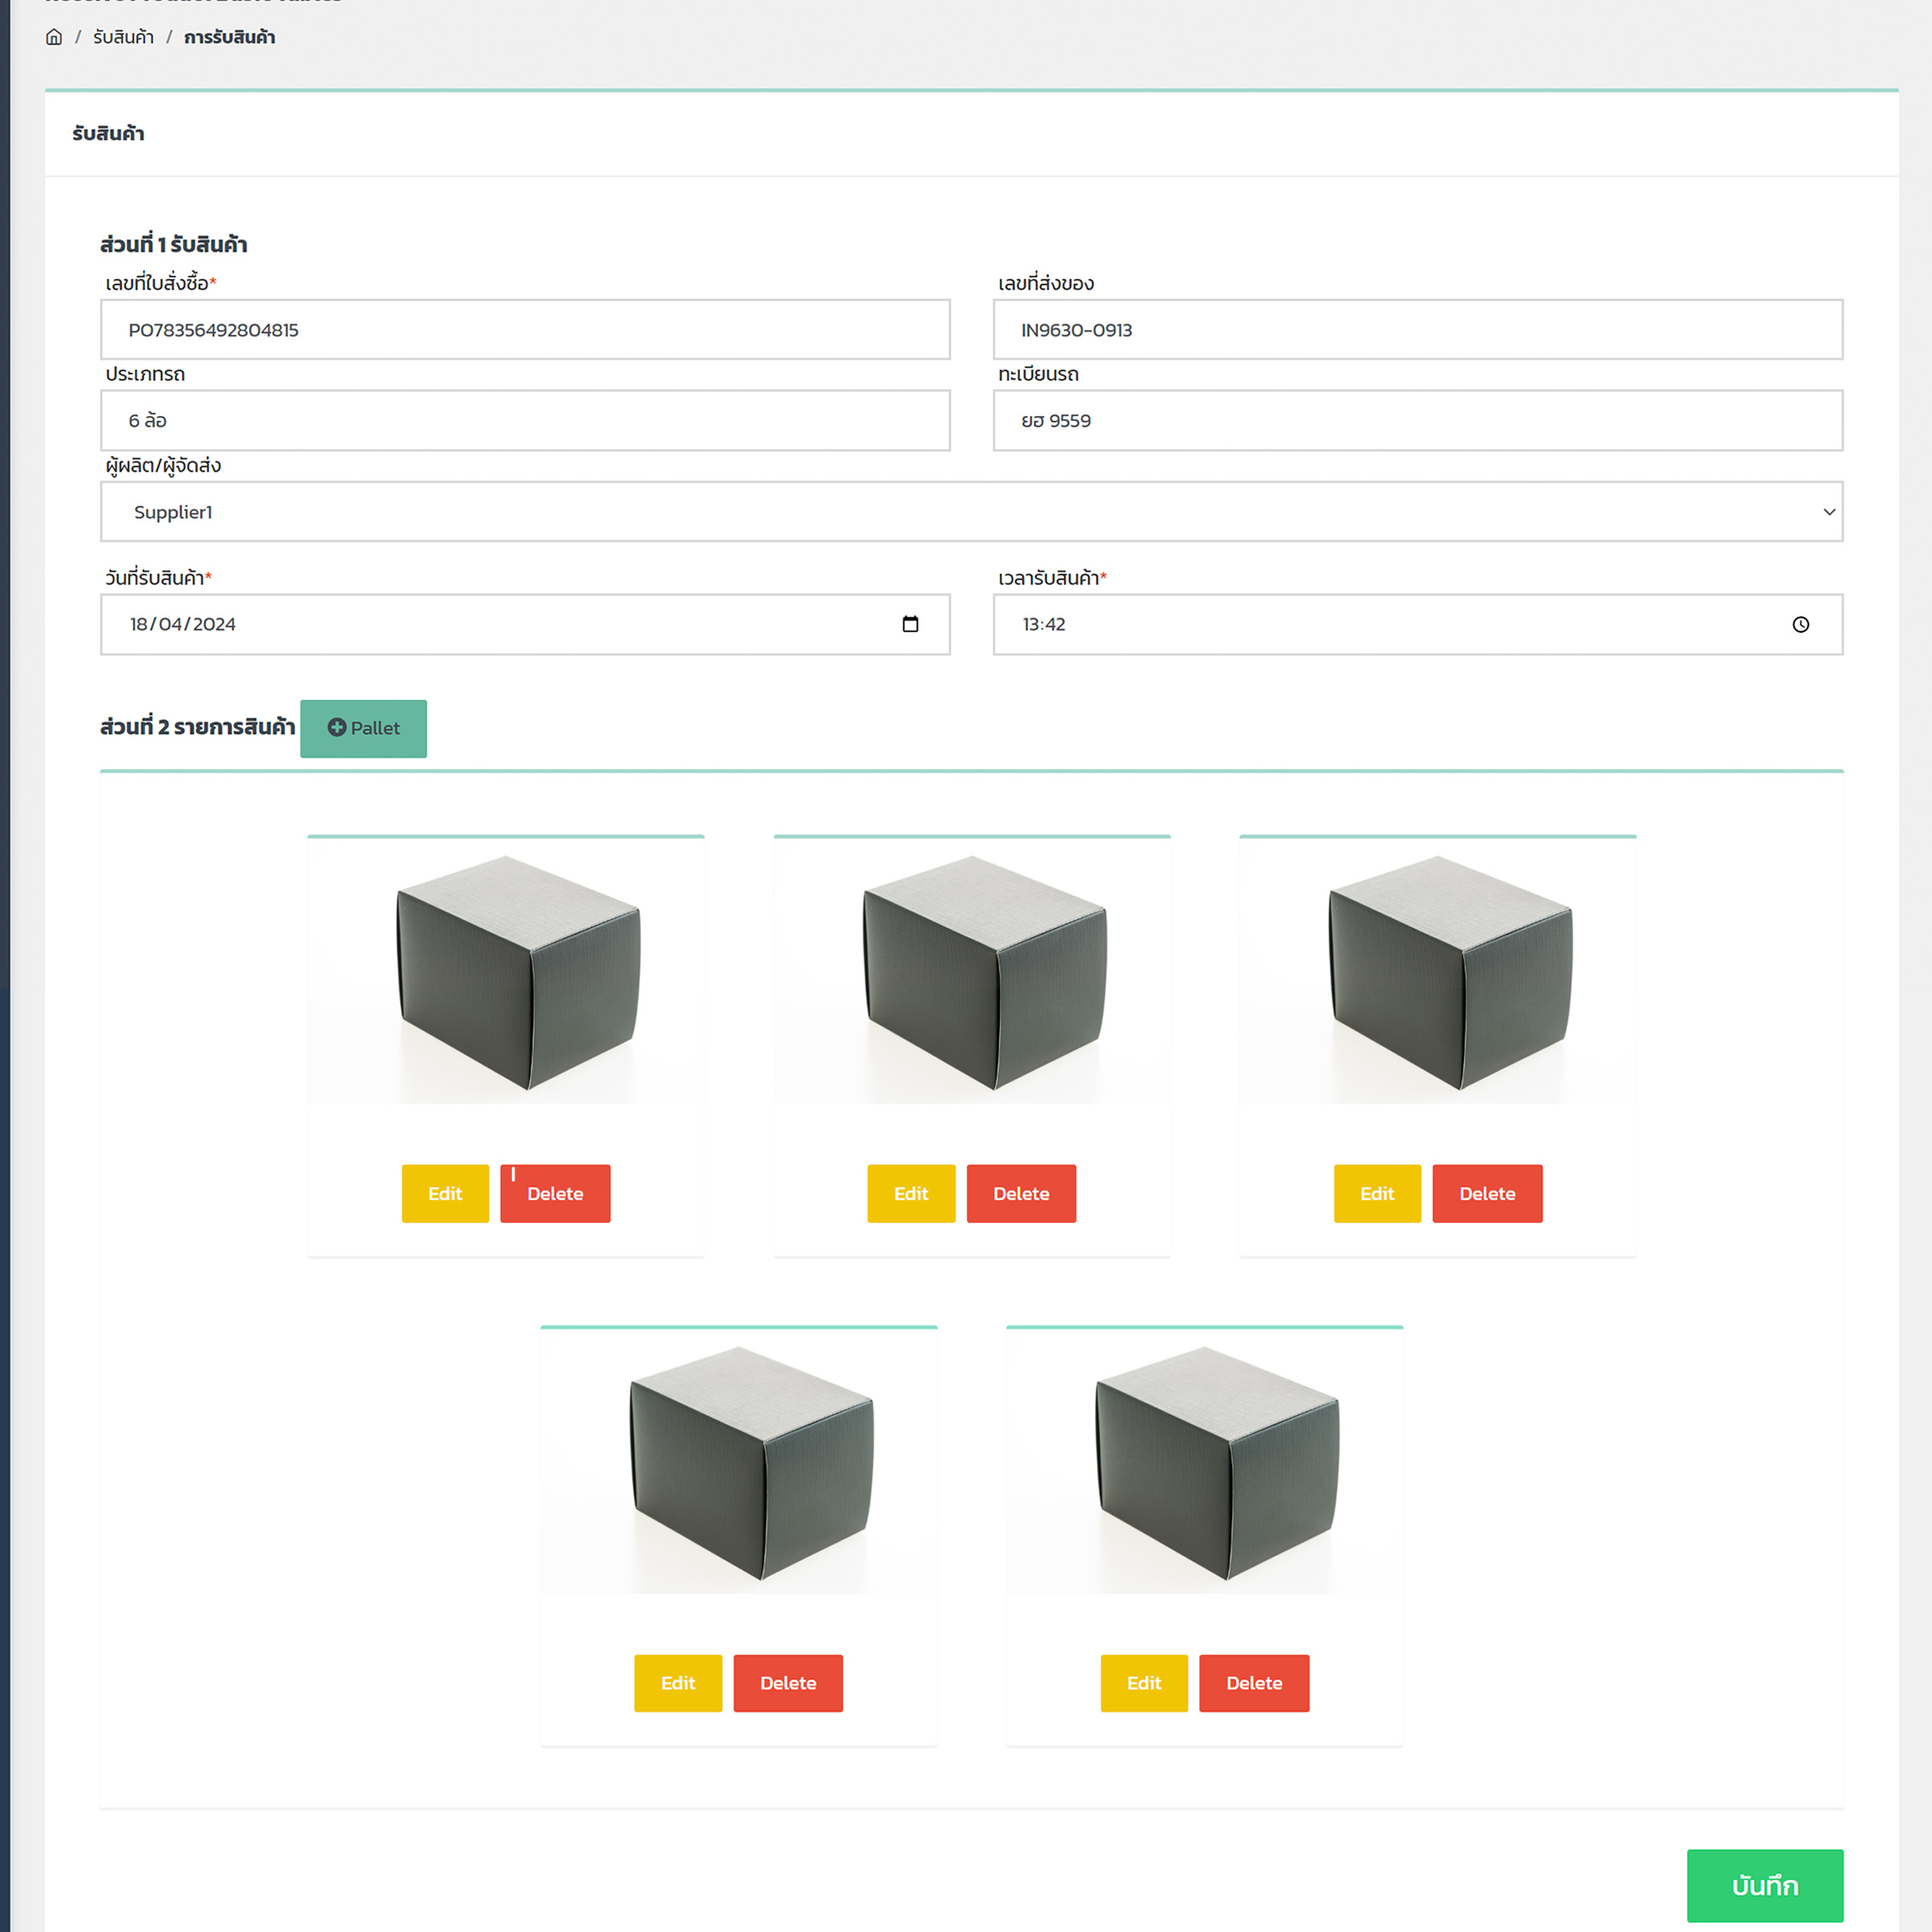 / รับสินค้า / การรับสินค้า
รับสินค้า
ส่วนที่ 1 รับสินค้า
เลขที่ใบสั่งซื้อ* เลขที่ส่งของ
PO78356492804815 IN9630-0913
ประเภทรถ ทะเบียนรถ
6 ล้อ ยฮ 9559
ผู้ผลิต/ผู้จัดส่ง
Supplier1
วันที่รับสินค้า* เวลารับสินค้า*
18/04/2024 13:42
ส่วนที่ 2 รายการสินค้า Pallet
Edit Delete Edit Delete Edit Delete
Edit Delete Edit Delete
บันทึก